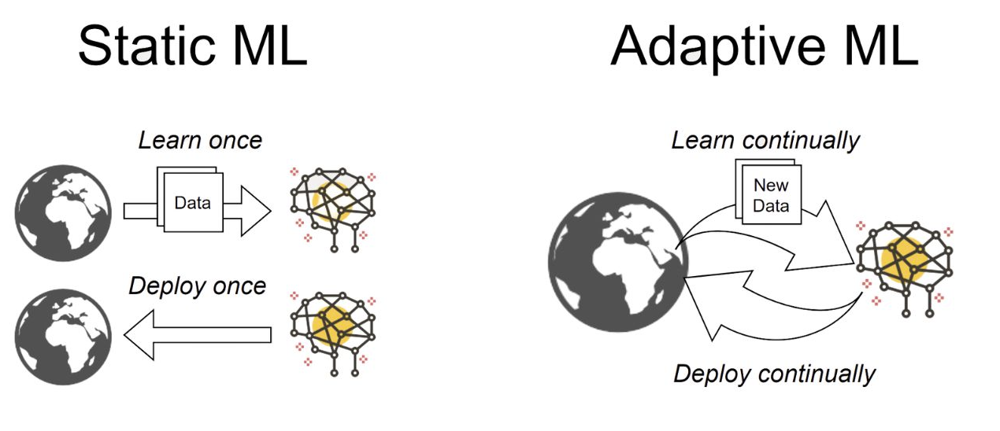 Static ML
Learn once
Data
Deploy once
Adaptive ML
Learn continually
New
Data
Deploy continually